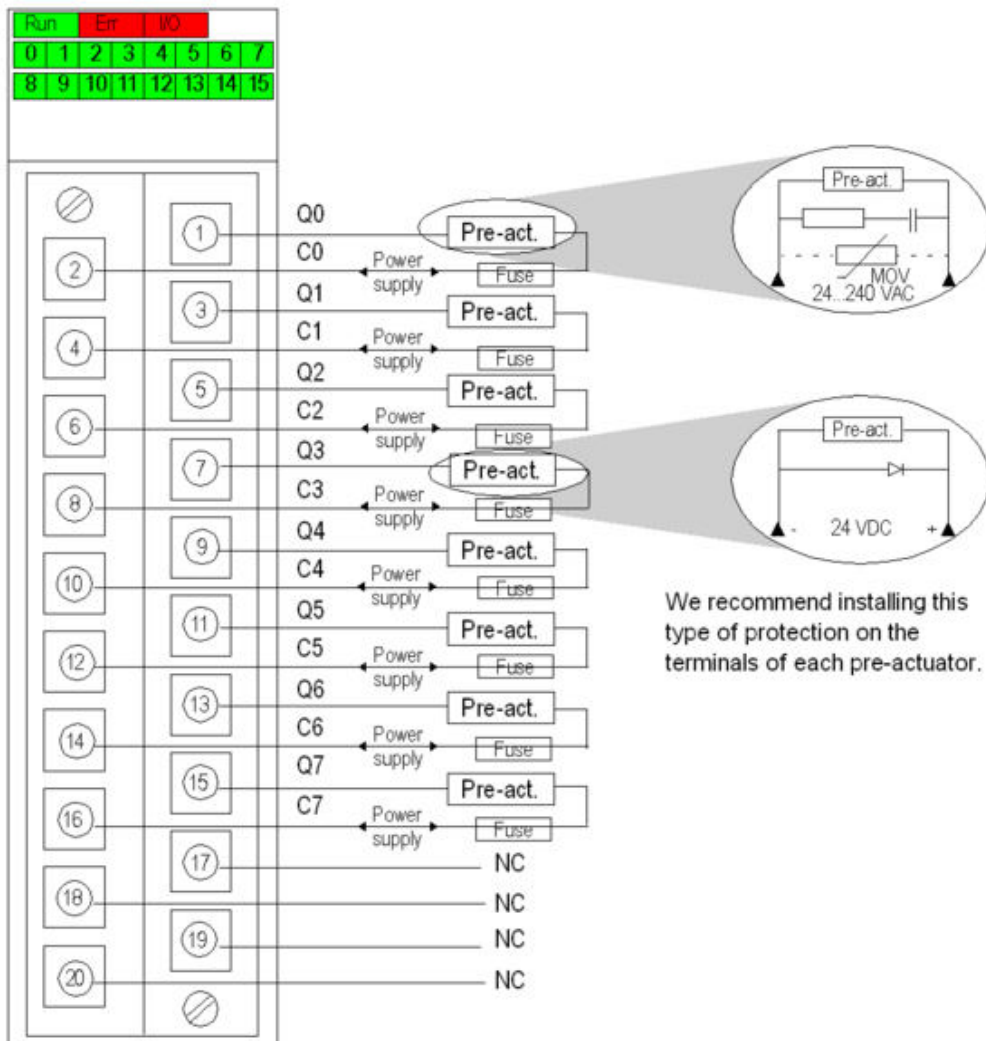 Run Err I/O
0 1 2 3 4 5 6 7
8 9 10 11 12 13 14 15
1 Q0 Pre-act.
2 C0 Power supply Fuse
3 Q1 Pre-act.
4 C1 Power supply Fuse
5 Q2 Pre-act.
6 C2 Power supply Fuse
7 Q3 Pre-act.
8 C3 Power supply Fuse
9 Q4 Pre-act.
10 C4 Power supply Fuse
11 Q5 Pre-act.
12 C5 Power supply Fuse
13 Q6 Pre-act.
14 C6 Power supply Fuse
15 Q7 Pre-act.
16 C7 Power supply Fuse
17 NC
18 NC
19 NC
20 NC
Pre-act.
MOV
24...240 VAC
Pre-act.
- 24 VDC +
We recommend installing this
type of protection on the
terminals of each pre-actuator.